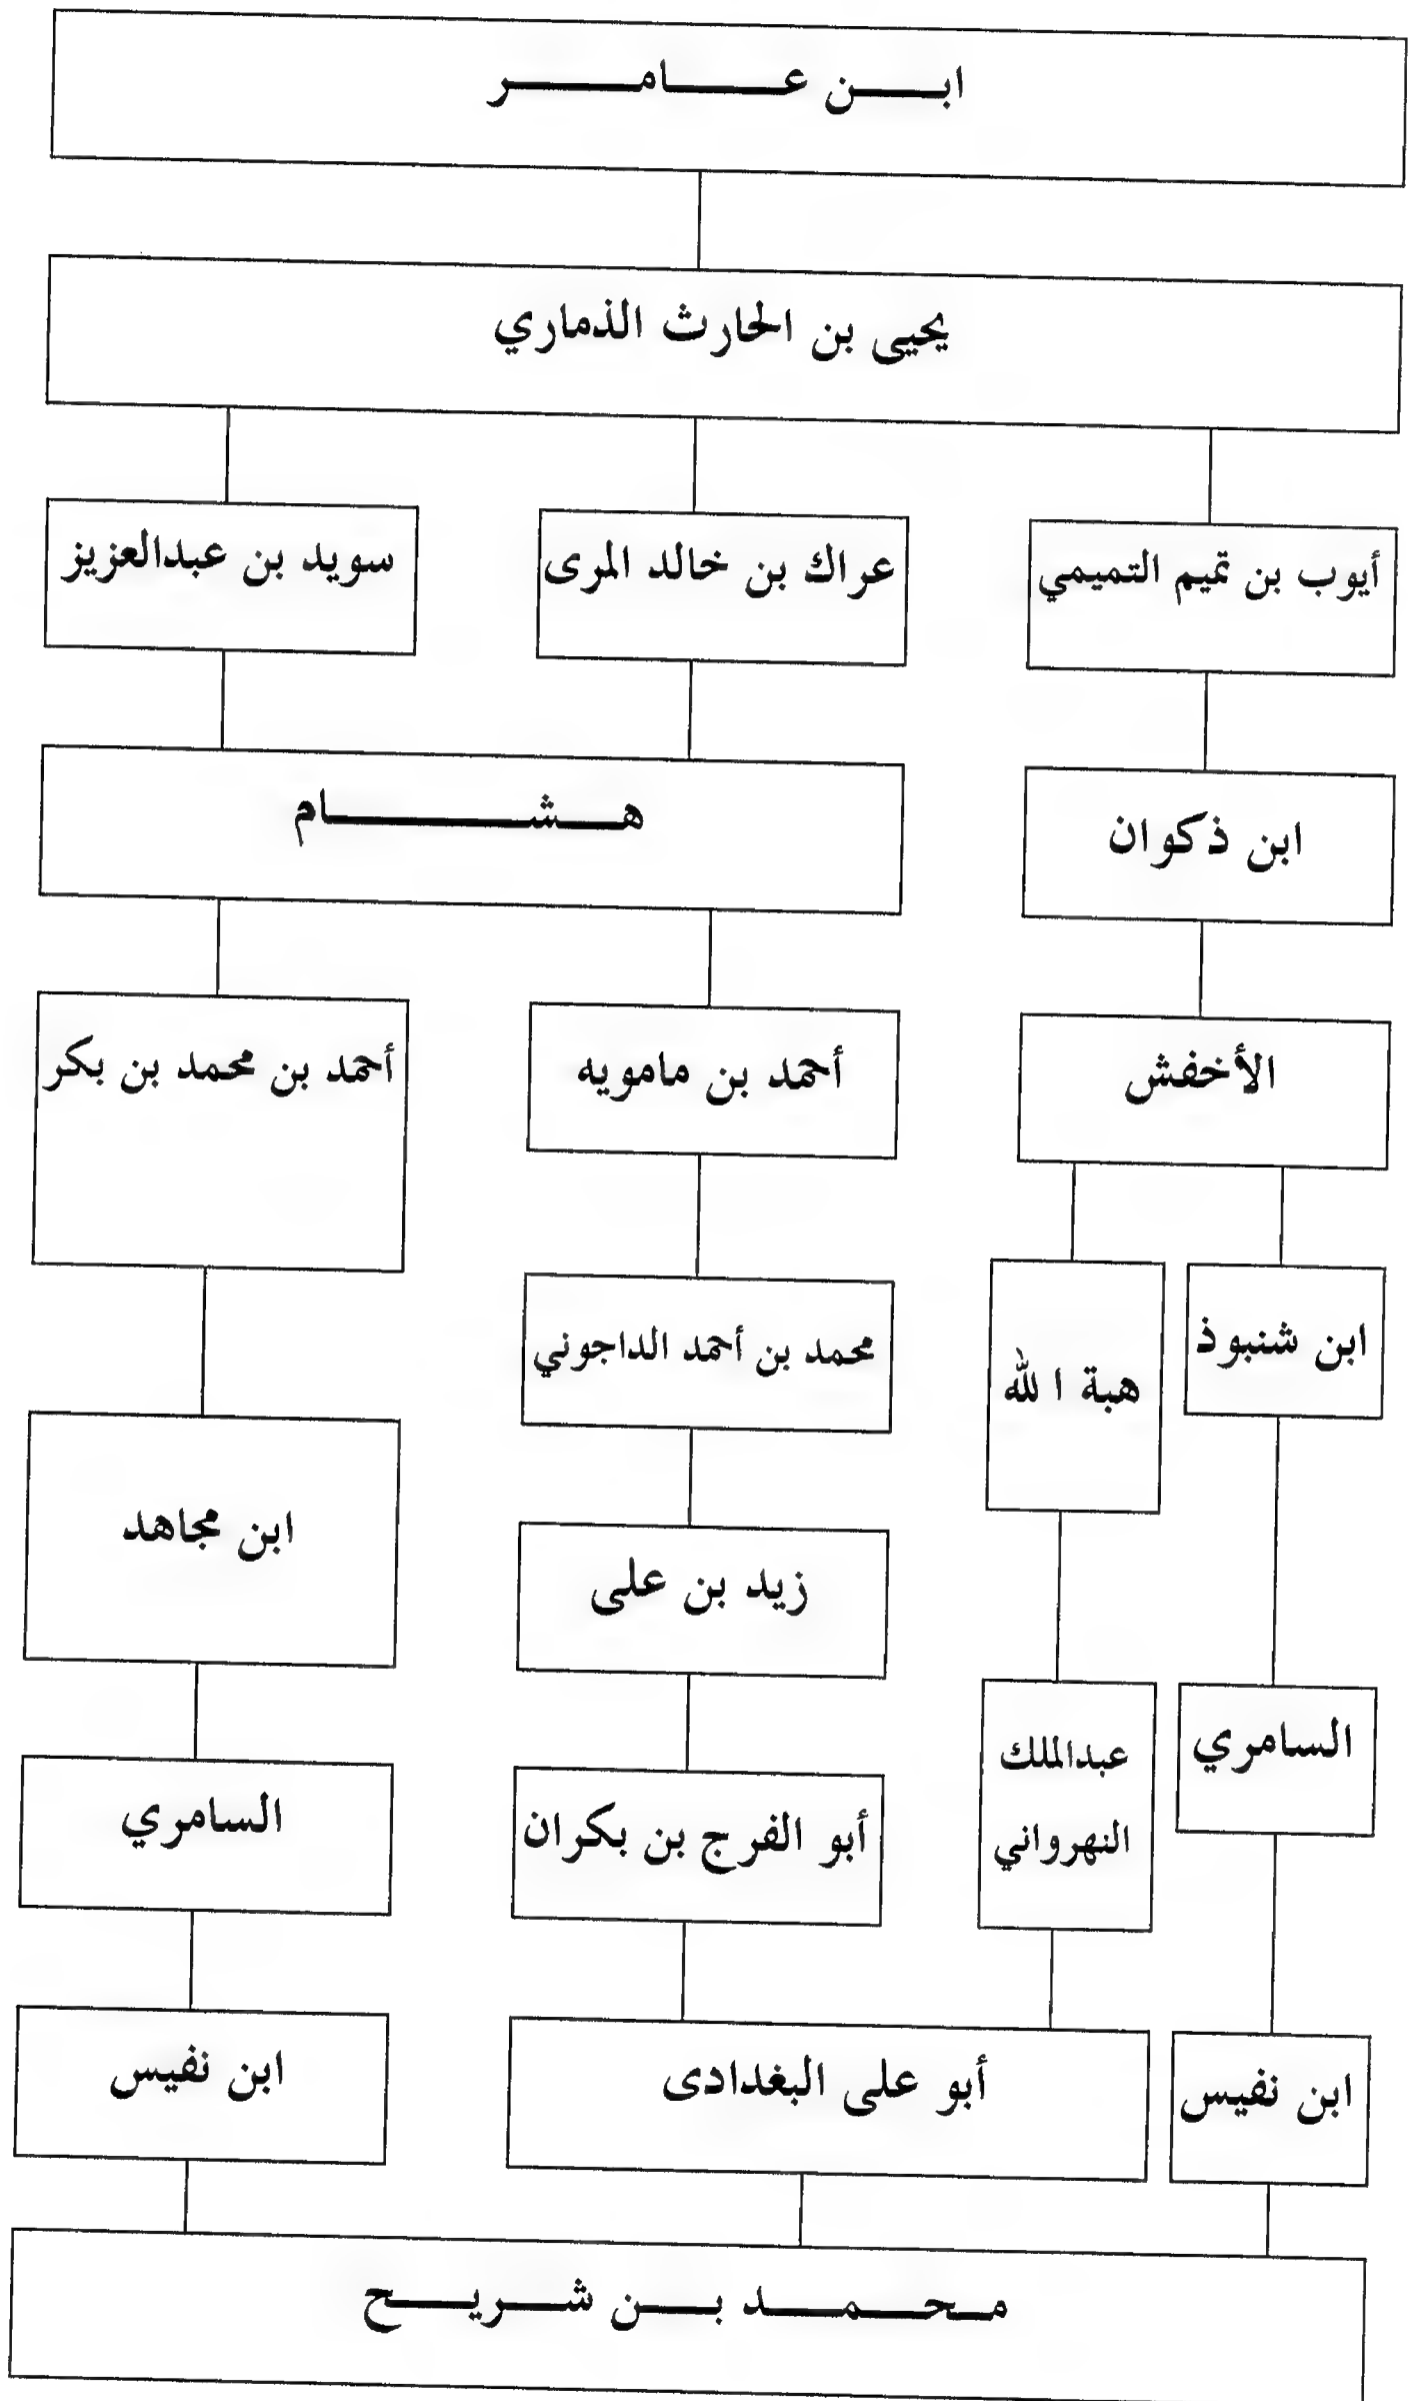 ابن عامر
يحيى بن الحارث الذماري
أيوب بن تميم التميمي
عراك بن خالد المرى
سويد بن عبدالعزيز
ابن ذكوان
هشام
الأخفش
أحمد بن مامويه
أحمد بن محمد بن بكر
ابن شنبوذ
هبة الله
محمد بن أحمد الداجوني
ابن مجاهد
زيد بن على
السامري
عبدالملك
النهرواني
أبو الفرج بن بكران
السامري
ابن نفيس
أبو على البغدادى
ابن نفيس
محمد بن شريح